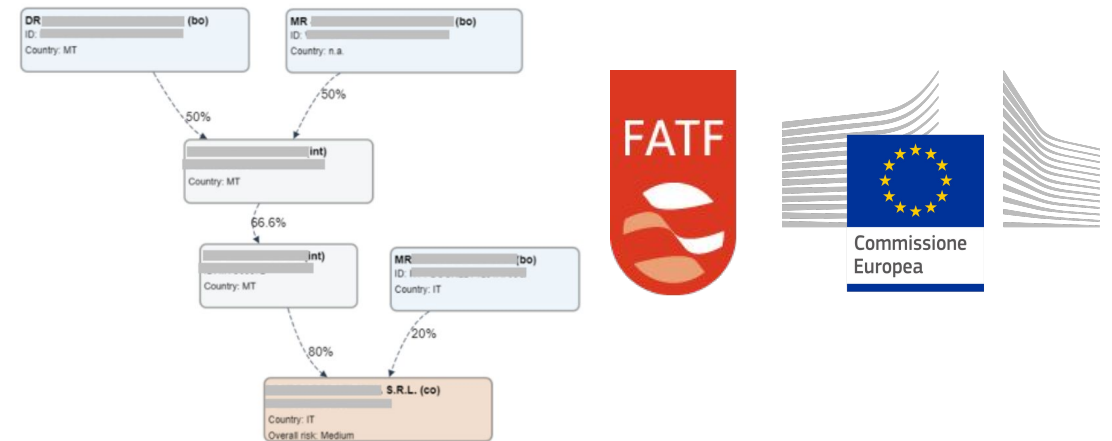 DR (bo)
ID:
Country: MT
MR (bo)
ID:
Country: n.a.
50%
50%
int)
Country: MT
66.6%
int)
Country: MT
MR (bo)
ID:
Country: IT
80%
20%
S.R.L. (co)
Country: IT
Overall risk: Medium
FATF
Commissione
Europea